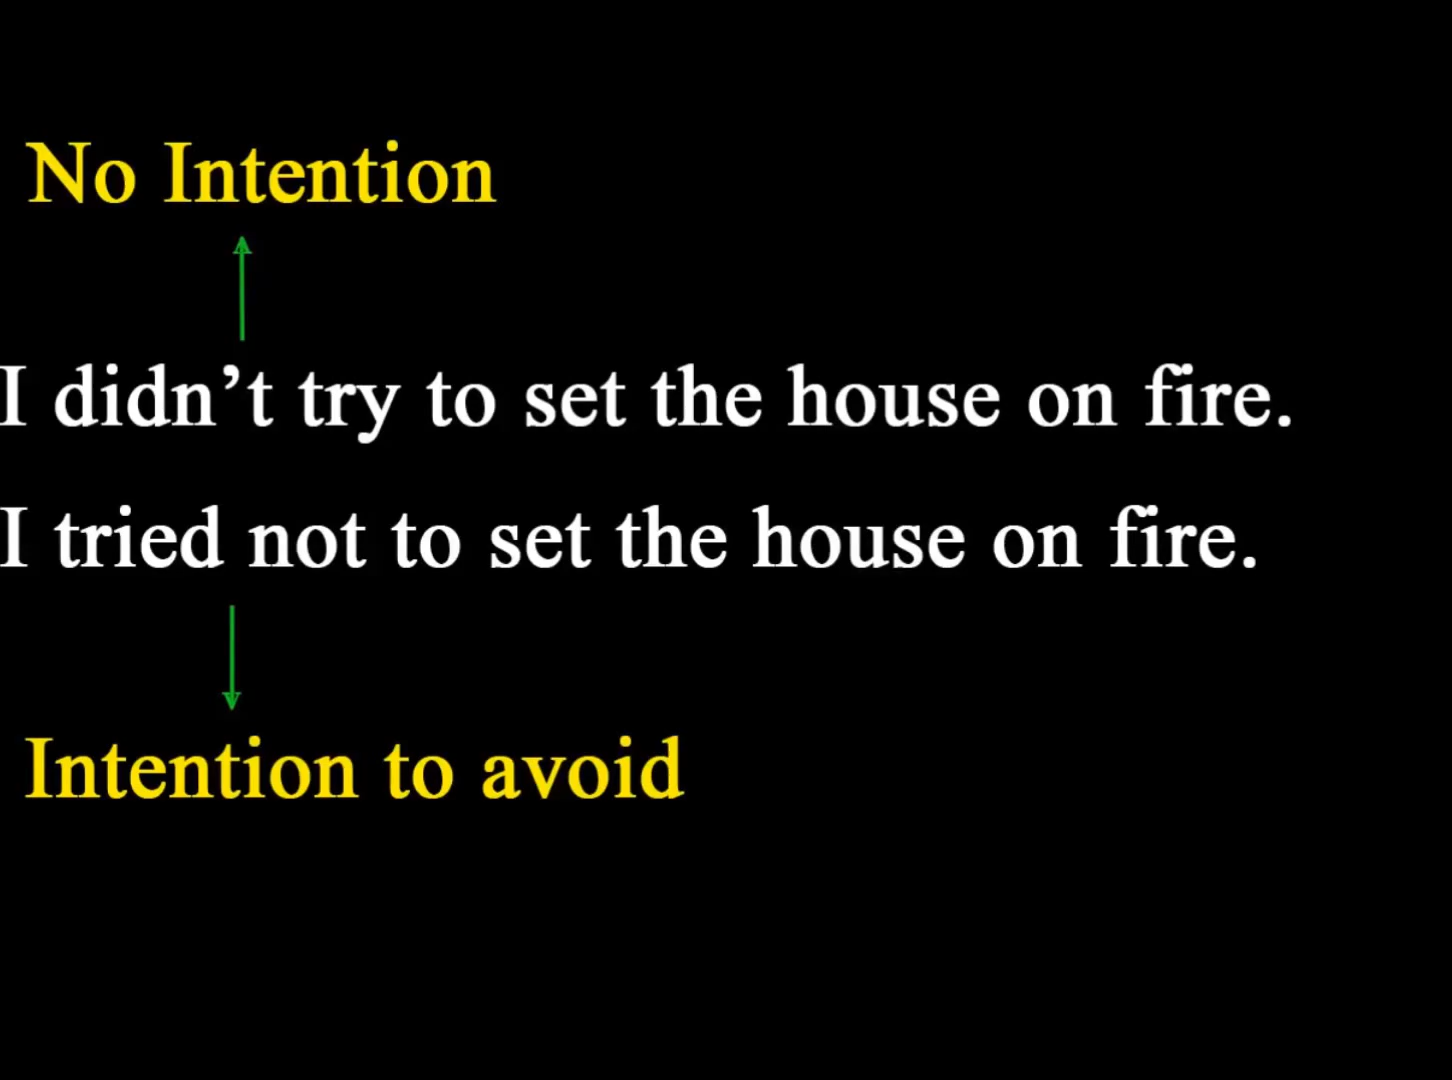 No Intention
I didn’t try to set the house on fire.
I tried not to set the house on fire.
Intention to avoid